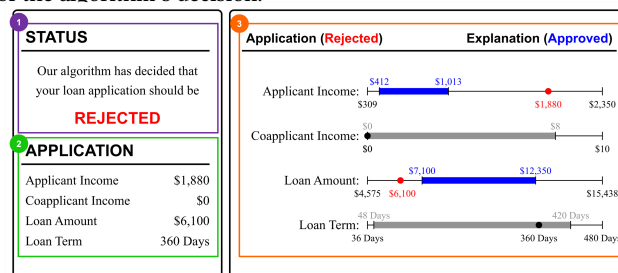 1
STATUS
Our algorithm has decided that
your loan application should be
REJECTED
2
APPLICATION
Applicant Income $1,880
Coapplicant Income $0
Loan Amount $6,100
Loan Term 360 Days
3
Application (Rejected) Explanation (Approved)
$412 $1,013
Applicant Income:
$309 $1,880 $2,350
$0 $8
Coapplicant Income:
$0 $10
$7,100 $12,350
Loan Amount:
$4,575 $6,100 $15,438
48 Days 420 Days
Loan Term:
36 Days 360 Days 480 Days